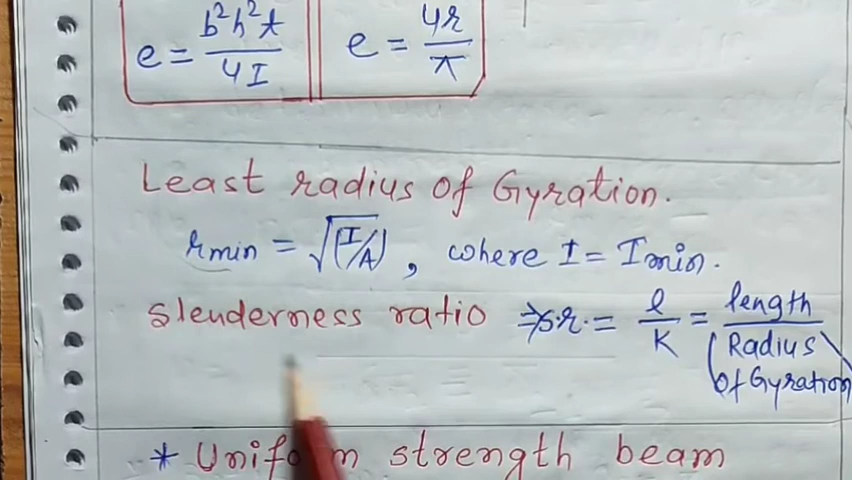 e = b²h²t / 4I
e = 4r / π
Least radius of Gyration.
rmin = √(I/A) , where I = Imin.
Slenderness ratio ⇒ s.r. = l/K = length / (Radius of Gyration)
* Uniform strength beam